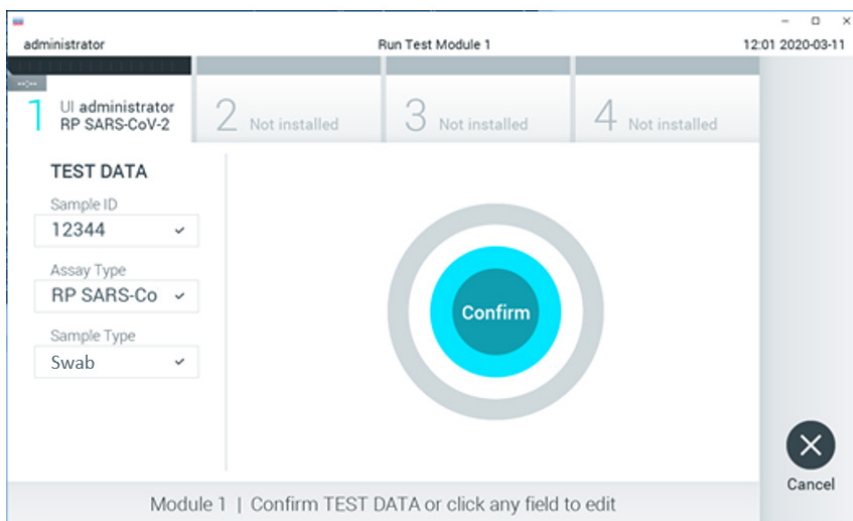 administrator Run Test Module 1 12:01 2020-03-11
--:--
1 UI administrator
RP SARS-CoV-2
2 Not installed
3 Not installed
4 Not installed
TEST DATA
Sample ID
12344
Assay Type
RP SARS-Co
Sample Type
Swab
Confirm
Cancel
Module 1 | Confirm TEST DATA or click any field to edit